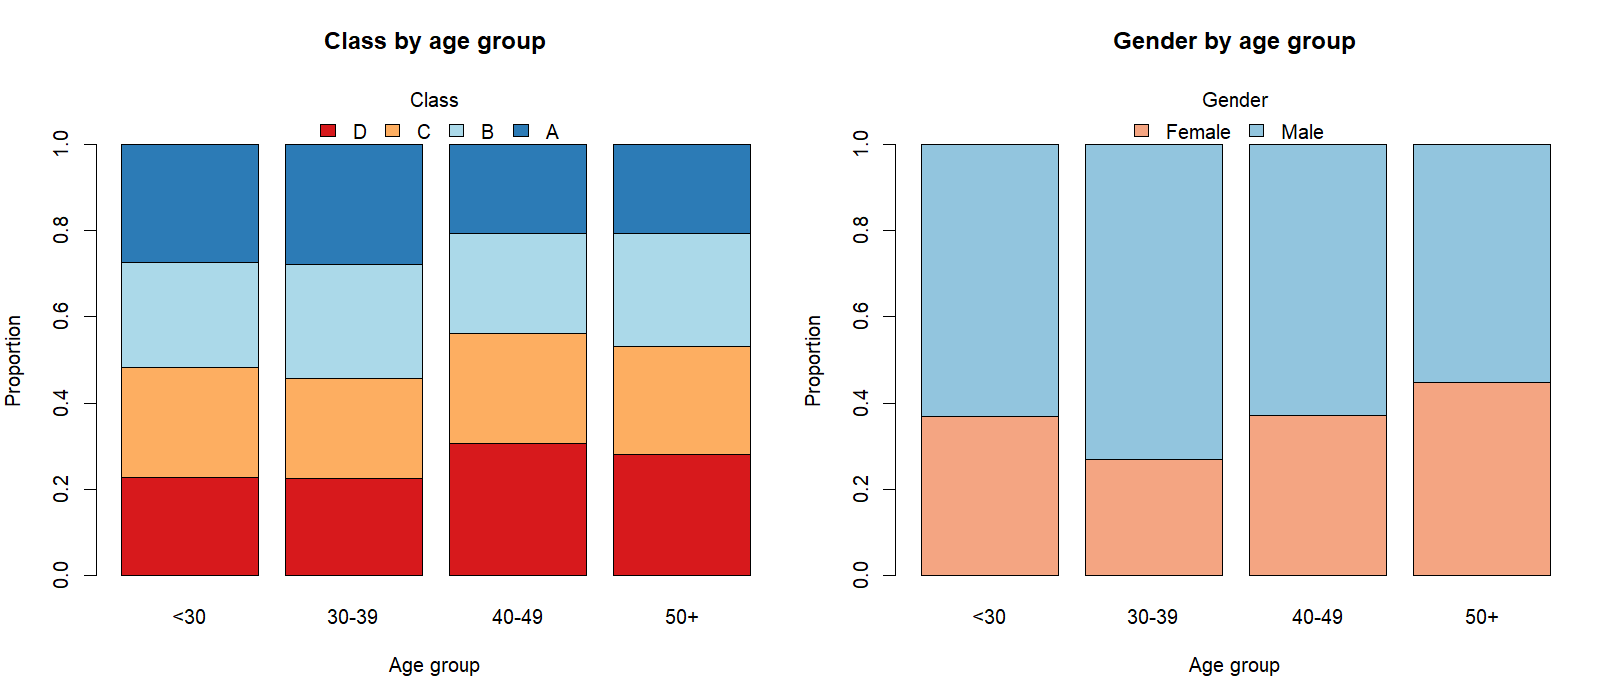 Class by age group
Class
D C B A
Proportion
1.0
0.8
0.6
0.4
0.2
0.0
<30 30-39 40-49 50+
Age group
Gender by age group
Gender
Female Male
Proportion
1.0
0.8
0.6
0.4
0.2
0.0
<30 30-39 40-49 50+
Age group